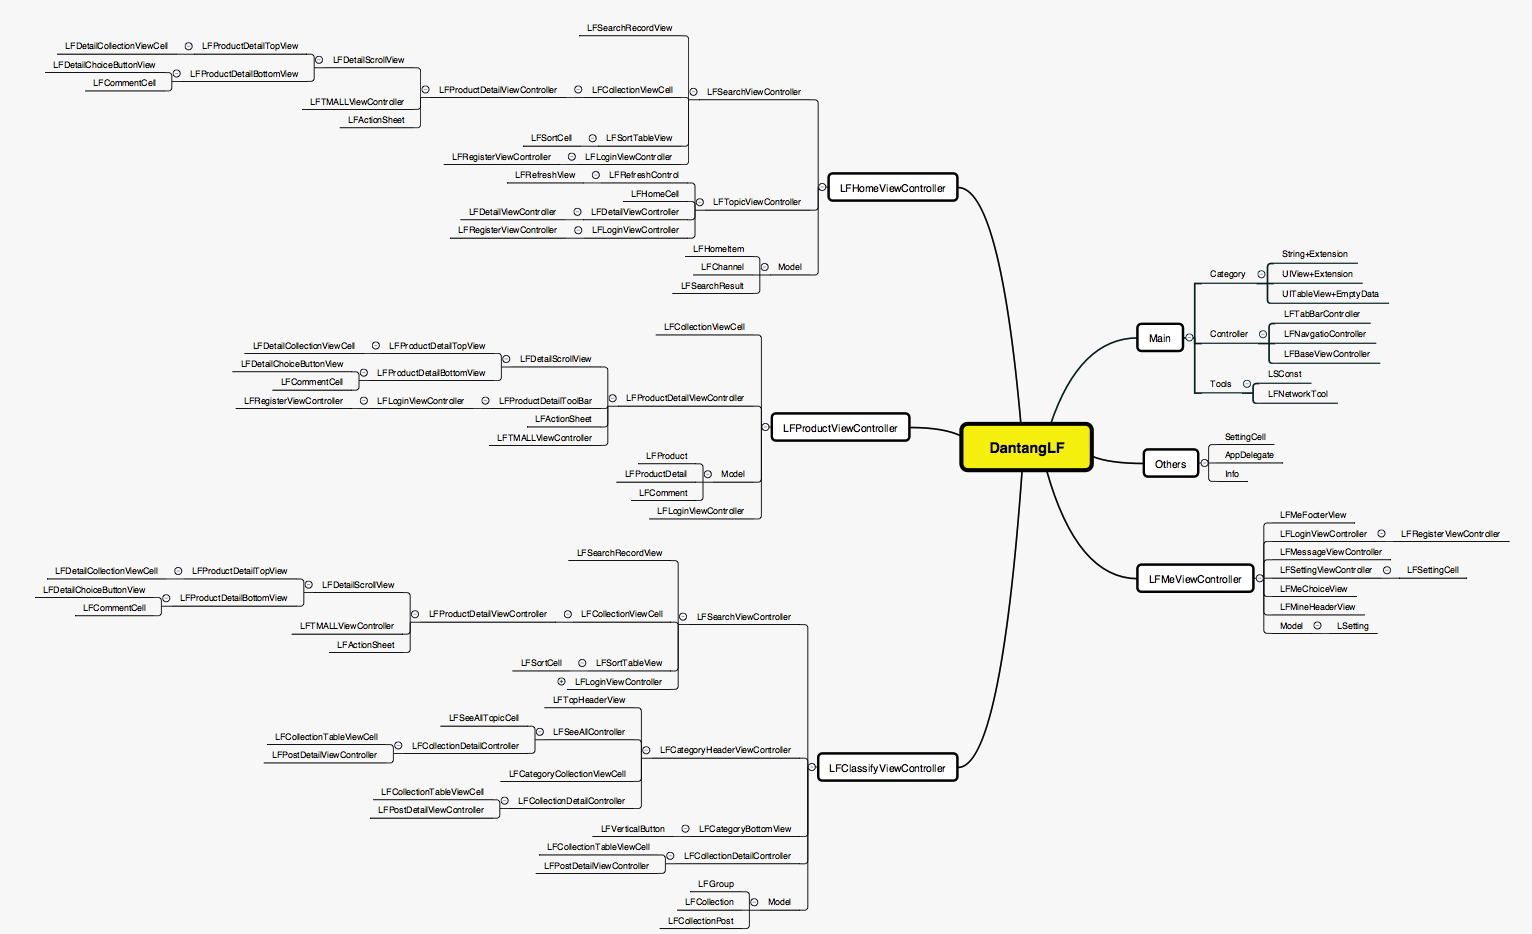 DantangLF
LFHomeViewController
LFSearchViewController
LFSearchRecordView
LFCollectionViewCell
LFProductDetailViewController
LFDetailScrollView
LFProductDetailTopView
LFDetailCollectionViewCell
LFProductDetailBottomView
LFDetailChoiceButtonView
LFCommentCell
LFTMALLViewController
LFActionSheet
LFSortTableView
LFSortCell
LFLoginViewController
LFRegisterViewController
LFTopicViewController
LFRefreshControl
LFRefreshView
LFHomeCell
LFDetailViewController
LFDetailViewController
LFLoginViewController
LFRegisterViewController
Model
LFHomeItem
LFChannel
LFSearchResult
LFProductViewController
LFCollectionViewCell
LFProductDetailViewController
LFDetailScrollView
LFProductDetailTopView
LFDetailCollectionViewCell
LFProductDetailBottomView
LFDetailChoiceButtonView
LFCommentCell
LFProductDetailToolBar
LFLoginViewController
LFRegisterViewController
LFActionSheet
LFTMALLViewController
Model
LFProduct
LFProductDetail
LFComment
LFLoginViewController
LFClassifyViewController
LFSearchViewController
LFSearchRecordView
LFCollectionViewCell
LFProductDetailViewController
LFDetailScrollView
LFProductDetailTopView
LFDetailCollectionViewCell
LFProductDetailBottomView
LFDetailChoiceButtonView
LFCommentCell
LFTMALLViewController
LFActionSheet
LFSortTableView
LFSortCell
LFLoginViewController
LFCategoryHeaderViewController
LFTopHeaderView
LFSeeAllController
LFSeeAllTopicCell
LFCollectionDetailController
LFCollectionTableViewCell
LFPostDetailViewController
LFCategoryCollectionViewCell
LFCollectionDetailController
LFCollectionTableViewCell
LFPostDetailViewController
LFCategoryBottomView
LFVerticalButton
LFCollectionDetailController
LFCollectionTableViewCell
LFPostDetailViewController
Model
LFGroup
LFCollection
LFCollectionPost
Main
Category
String+Extension
UIView+Extension
UITableView+EmptyData
Controller
LFTabBarController
LFNavgatioController
LFBaseViewController
Tools
LSConst
LFNetworkTool
Others
SettingCell
AppDelegate
Info
LFMeViewController
LFMeFooterView
LFLoginViewController
LFRegisterViewController
LFMessageViewController
LFSettingViewController
LFSettingCell
LFMeChoiceView
LFMineHeaderView
Model
LSetting